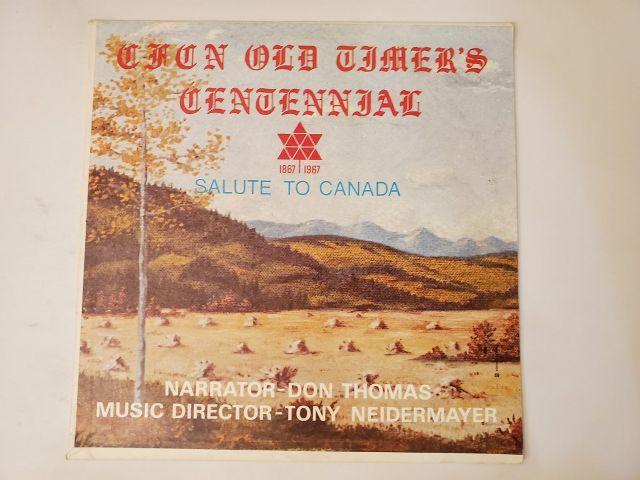 CFCN OLD TIMER'S
CENTENNIAL
1867 1967
SALUTE TO CANADA
NARRATOR-DON THOMAS
MUSIC DIRECTOR-TONY NEIDERMAYER